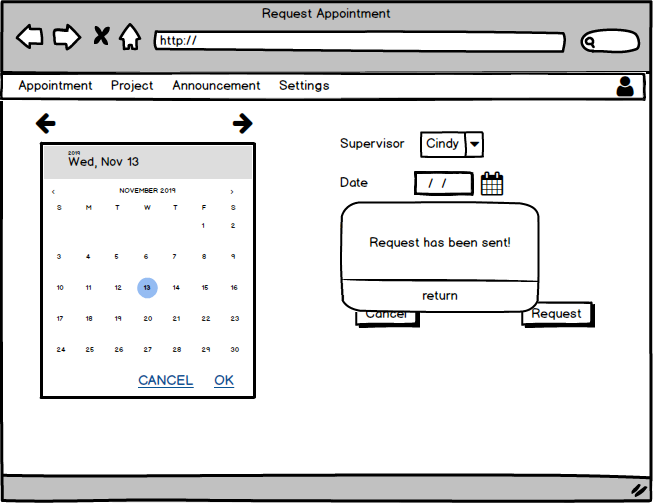 Request Appointment
http://
Appointment Project Announcement Settings
2019
Wed, Nov 13
‹ NOVEMBER 2019 ›
S M T W T F S
1 2
3 4 5 6 7 8 9
10 11 12 13 14 15 16
17 18 19 20 21 22 23
24 25 26 27 28 29 30
CANCEL OK
Supervisor Cindy
Date / /
Request has been sent!
return
Cancel Request